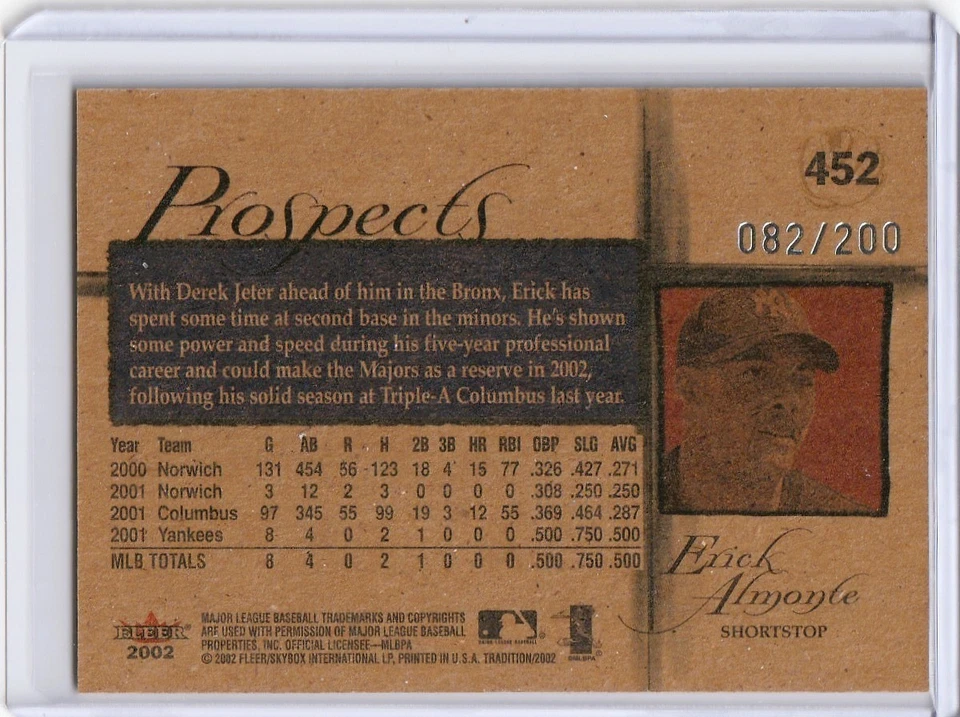 Prospects
452
082/200
With Derek Jeter ahead of him in the Bronx, Erick has
spent some time at second base in the minors. He's shown
some power and speed during his five-year professional
career and could make the Majors as a reserve in 2002,
following his solid season at Triple-A Columbus last year.
Year Team G AB R H 2B 3B HR RBI OBP SLG AVG
2000 Norwich 131 454 56 123 18 4 15 77 .326 .427 .271
2001 Norwich 3 12 2 3 0 0 0 0 .308 .250 .250
2001 Columbus 97 345 55 99 19 3 12 55 .369 .464 .287
2001 Yankees 8 4 0 2 1 0 0 0 .500 .750 .500
MLB TOTALS 8 4 0 2 1 0 0 0 .500 .750 .500
Erick
Almonte
SHORTSTOP
FLEER
2002
MAJOR LEAGUE BASEBALL TRADEMARKS AND COPYRIGHTS
ARE USED WITH PERMISSION OF MAJOR LEAGUE BASEBALL
PROPERTIES, INC. OFFICIAL LICENSEE—MLBPA
© 2002 FLEER/SKYBOX INTERNATIONAL LP, PRINTED IN U.S.A. TRADITION/2002
MAJOR LEAGUE BASEBALL
©MLBPA